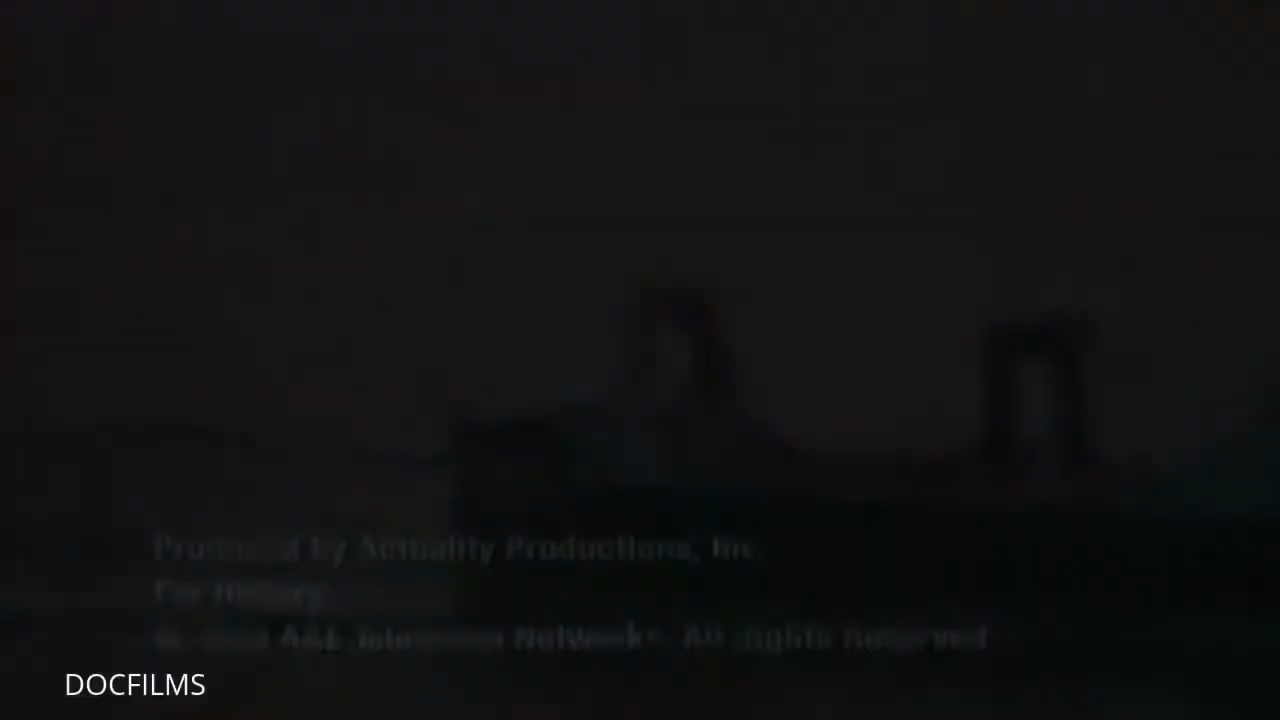 Produced by Actuality Productions, Inc.
For History
A&E Television Networks. All Rights Reserved
DOCFILMS